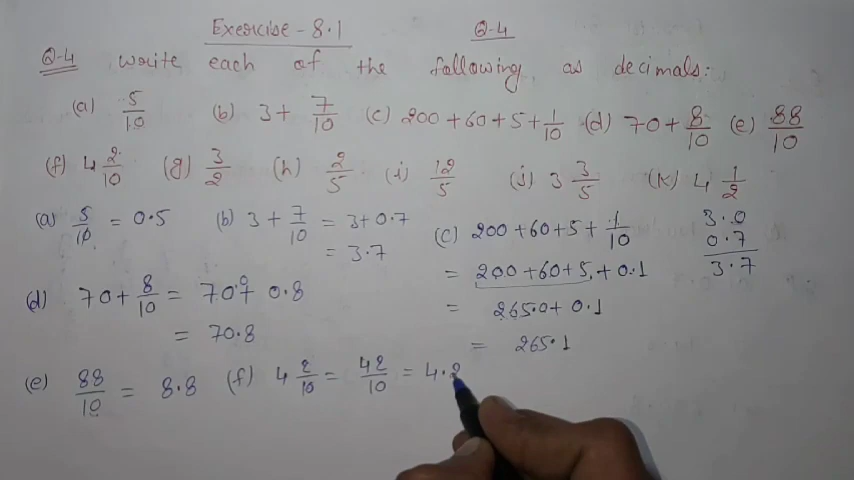 Exercise - 8.1 Q-4
Q-4 write each of the following as decimals:
(a) 5/10 (b) 3 + 7/10 (c) 200 + 60 + 5 + 1/10 (d) 70 + 8/10 (e) 88/10
(f) 4 2/10 (g) 3/2 (h) 2/5 (i) 12/5 (j) 3 3/5 (k) 4 1/2
(a) 5/10 = 0.5 (b) 3 + 7/10 = 3 + 0.7
= 3.7
(c) 200 + 60 + 5 + 1/10
= 200 + 60 + 5 + 0.1
= 265.0 + 0.1
= 265.1
3.0
0.7
3.7
(d) 70 + 8/10 = 70.0 + 0.8
= 70.8
(e) 88/10 = 8.8 (f) 4 2/10 = 42/10 = 4.2